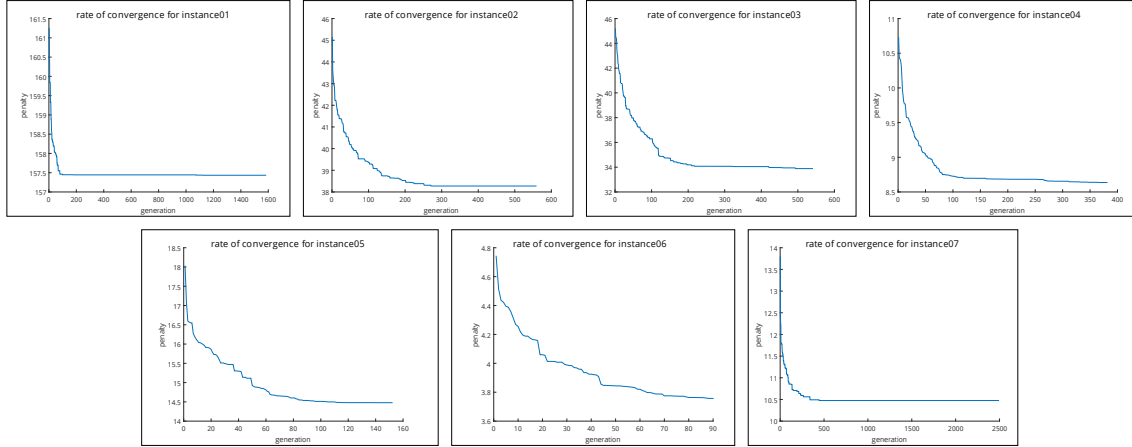 rate of convergence for instance01
161.5
161
160.5
160
159.5
159
158.5
158
157.5
157
penalty
0 200 400 600 800 1000 1200 1400 1600
generation
rate of convergence for instance02
46
45
44
43
42
41
40
39
38
penalty
0 100 200 300 400 500 600
generation
rate of convergence for instance03
46
44
42
40
38
36
34
32
penalty
0 100 200 300 400 500 600
generation
rate of convergence for instance04
11
10.5
10
9.5
9
8.5
penalty
0 50 100 150 200 250 300 350 400
generation
rate of convergence for instance05
18.5
18
17.5
17
16.5
16
15.5
15
14.5
14
penalty
0 20 40 60 80 100 120 140 160
generation
rate of convergence for instance06
4.8
4.6
4.4
4.2
4
3.8
3.6
penalty
0 10 20 30 40 50 60 70 80 90
generation
rate of convergence for instance07
14
13.5
13
12.5
12
11.5
11
10.5
10
penalty
0 500 1000 1500 2000 2500
generation